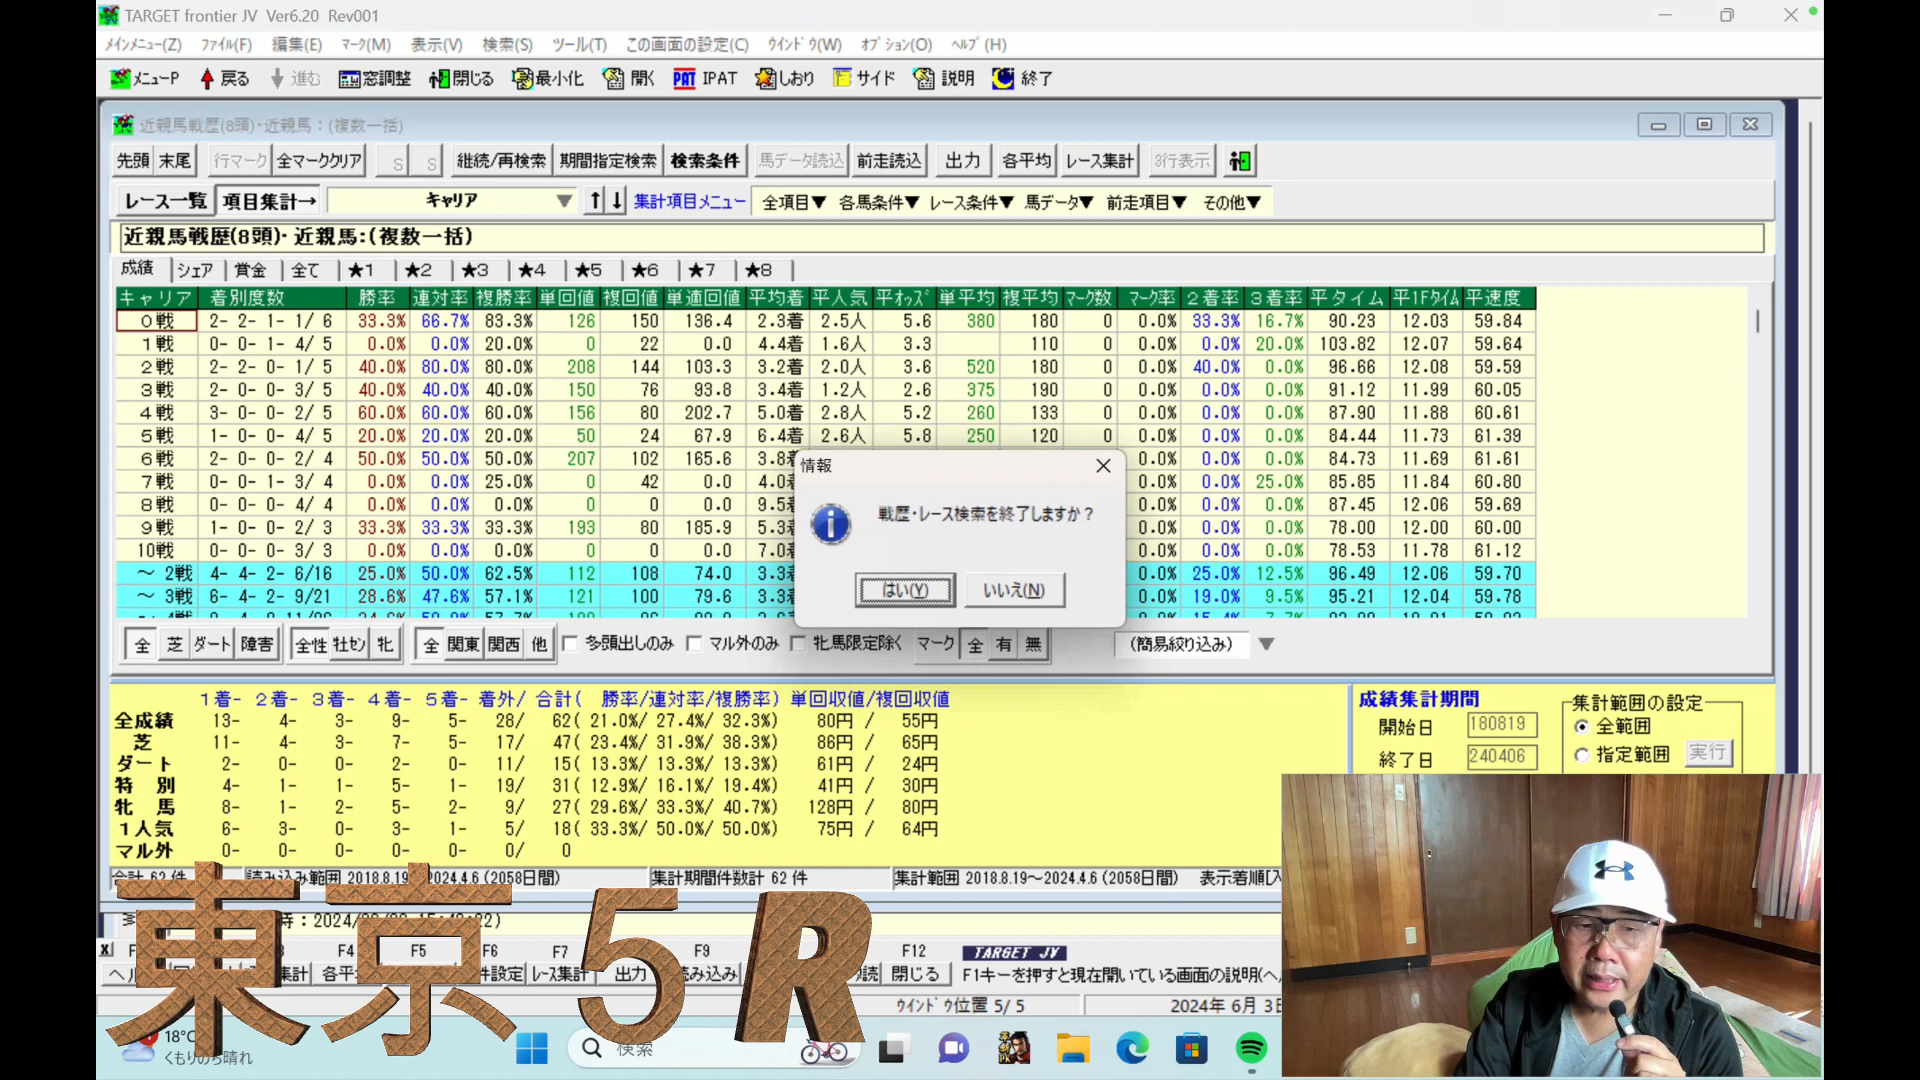 TARGET frontier JV Ver6.20 Rev001
ﾒｲﾝﾒﾆｭｰ(Z) ﾌｧｲﾙ(F) 編集(E) ﾏｰｸ(M) 表示(V) 検索(S) ツール(T) この画面の設定(C) ｳｲﾝﾄﾞｳ(W) ｵﾌﾟｼｮﾝ(O) ﾍﾙﾌﾟ(H)
ﾒﾆｭｰP 戻る 進む 窓調整 閉じる 最小化 開く PAT IPAT しおり サイド 説明 終了
近親馬戦歴(8頭)・近親馬：(複数一括)
先頭 末尾 行マーク 全マーククリア S S 継続/再検索 期間指定検索 検索条件 馬データ読込 前走読込 出力 各平均 レース集計 3行表示
レース一覧 項目集計→ キャリア ▼ ↑ ↓ 集計項目メニュー 全項目▼ 各馬条件▼ レース条件▼ 馬データ▼ 前走項目▼ その他▼
近親馬戦歴(8頭)・近親馬:(複数一括)
成績 シェア 賞金 全て ★1 ★2 ★3 ★4 ★5 ★6 ★7 ★8
キャリア 着別度数 勝率 連対率 複勝率 単回値 複回値 単適回値 平均着 平人気 平ｵｯｽﾞ 単平均 複平均 ﾏｰｸ数 ﾏｰｸ率 ２着率 ３着率 平タイム 平1Fﾀｲﾑ 平速度
０戦 2- 2- 1- 1/ 6 33.3% 66.7% 83.3% 126 150 136.4 2.3着 2.5人 5.6 380 180 0 0.0% 33.3% 16.7% 90.23 12.03 59.84
１戦 0- 0- 1- 4/ 5 0.0% 0.0% 20.0% 0 22 0.0 4.4着 1.6人 3.3 110 0 0.0% 0.0% 20.0% 103.82 12.07 59.64
２戦 2- 2- 0- 1/ 5 40.0% 80.0% 80.0% 208 144 103.3 3.2着 2.0人 3.6 520 180 0 0.0% 40.0% 0.0% 96.66 12.08 59.59
３戦 2- 0- 0- 3/ 5 40.0% 40.0% 40.0% 150 76 93.8 3.4着 1.2人 2.6 375 190 0 0.0% 0.0% 0.0% 91.12 11.99 60.05
４戦 3- 0- 0- 2/ 5 60.0% 60.0% 60.0% 156 80 202.7 5.0着 2.8人 5.2 260 133 0 0.0% 0.0% 0.0% 87.90 11.88 60.61
５戦 1- 0- 0- 4/ 5 20.0% 20.0% 20.0% 50 24 67.9 6.4着 2.6人 5.8 250 120 0 0.0% 0.0% 0.0% 84.44 11.73 61.39
６戦 2- 0- 0- 2/ 4 50.0% 50.0% 50.0% 207 102 165.6 3.8 0.0% 0.0% 0.0% 84.73 11.69 61.61
７戦 0- 0- 1- 3/ 4 0.0% 0.0% 25.0% 0 42 0.0 4.0 0.0% 0.0% 25.0% 85.85 11.84 60.80
８戦 0- 0- 0- 4/ 4 0.0% 0.0% 0.0% 0 0 0.0 9.5 0.0% 0.0% 0.0% 87.45 12.06 59.69
９戦 1- 0- 0- 2/ 3 33.3% 33.3% 33.3% 193 80 185.9 5.3 0.0% 0.0% 0.0% 78.00 12.00 60.00
10戦 0- 0- 0- 3/ 3 0.0% 0.0% 0.0% 0 0 0.0 7.0 0.0% 0.0% 0.0% 78.53 11.78 61.12
～ 2戦 4- 4- 2- 6/16 25.0% 50.0% 62.5% 112 108 74.0 3.3 0.0% 25.0% 12.5% 96.49 12.06 59.70
～ 3戦 6- 4- 2- 9/21 28.6% 47.6% 57.1% 121 100 79.6 3.3 0.0% 19.0% 9.5% 95.21 12.04 59.78
情報
戦歴・レース検索を終了しますか？
はい(Y) いいえ(N)
全 芝 ダート 障害 全性 牡セン 牝 全 関東 関西 他 多頭出しのみ マル外のみ 牝馬限定除く マーク 全 有 無 (簡易絞り込み) ▼
１着- ２着- ３着- ４着- ５着- 着外/ 合計( 勝率/連対率/複勝率) 単回収値/複回収値
全成績 13- 4- 3- 9- 5- 28/ 62( 21.0%/ 27.4%/ 32.3%) 80円 / 55円
芝 11- 4- 3- 7- 5- 17/ 47( 23.4%/ 31.9%/ 38.3%) 86円 / 65円
ダート 2- 0- 0- 2- 0- 11/ 15( 13.3%/ 13.3%/ 13.3%) 61円 / 24円
特 別 4- 1- 1- 5- 1- 19/ 31( 12.9%/ 16.1%/ 19.4%) 41円 / 30円
牝 馬 8- 1- 2- 5- 2- 9/ 27( 29.6%/ 33.3%/ 40.7%) 128円 / 80円
１人気 6- 3- 0- 3- 1- 5/ 18( 33.3%/ 50.0%/ 50.0%) 75円 / 64円
マル外 0- 0- 0- 0- 0- 0/ 0
成績集計期間
開始日 180819
終了日 240406
集計範囲の設定
全範囲
指定範囲 実行
合計 62 件 読み込み範囲 2018.8.19～2024.4.6 (2058日間) 集計期間件数計 62 件 集計範囲 2018.8.19～2024.4.6 (2058日間) 表示着順[入
F4 F5 F6 F7 F9 F12 TARGET JV
集計 出力 閉じる F1キーを押すと現在開いている画面の説明(ヘ
ｳｲﾝﾄﾞｳ位置 5/ 5 2024年 6月 3日
東京5R
18°C
くもりのち晴れ
検索